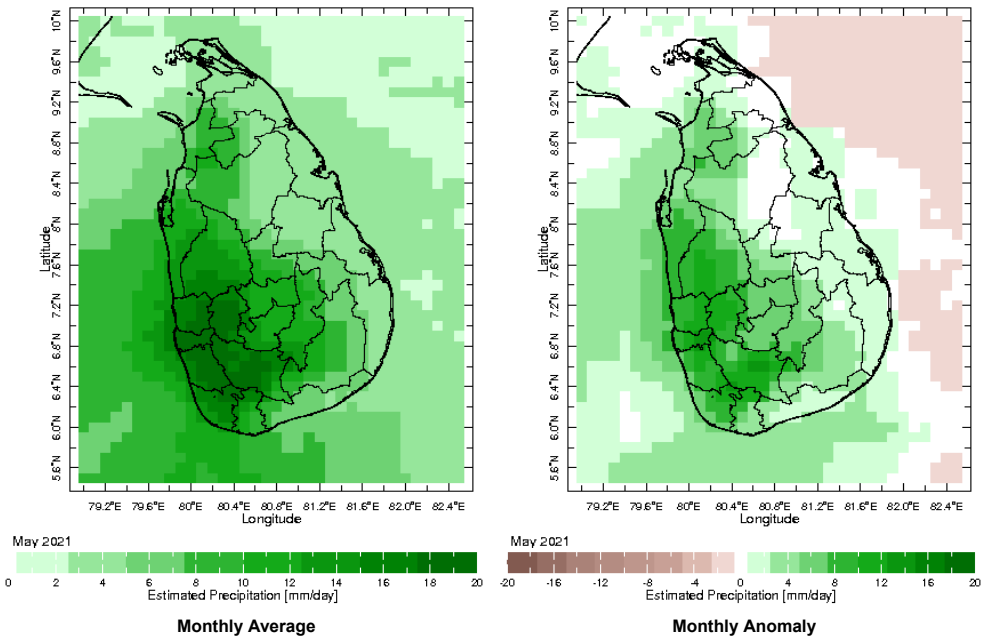 10°N
9.6°N
9.2°N
8.8°N
8.4°N
8°N
7.6°N
7.2°N
6.8°N
6.4°N
6.0°N
5.6°N
Latitude
79.2°E 79.6°E 80°E 80.4°E 80.8°E 81.2°E 81.6°E 82.0°E 82.4°E
Longitude
May 2021
0 2 4 6 8 10 12 14 16 18 20
Estimated Precipitation [mm/day]
Monthly Average
10°N
9.6°N
9.2°N
8.8°N
8.4°N
8°N
7.6°N
7.2°N
6.8°N
6.4°N
6.0°N
5.6°N
Latitude
79.2°E 79.6°E 80°E 80.4°E 80.8°E 81.2°E 81.6°E 82.0°E 82.4°E
Longitude
May 2021
-20 -16 -12 -8 -4 0 4 8 12 16 20
Estimated Precipitation [mm/day]
Monthly Anomaly